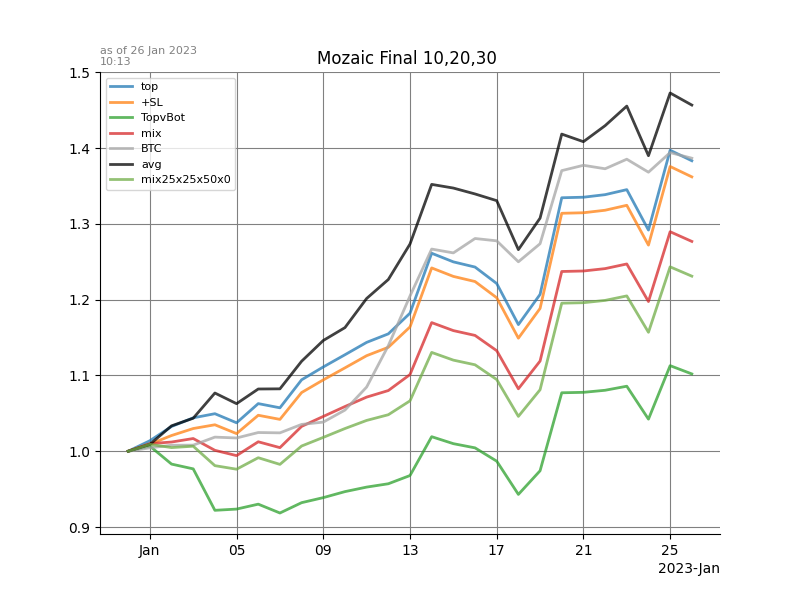 as of 26 Jan 2023
10:13
Mozaic Final 10,20,30
1.5
1.4
1.3
1.2
1.1
1.0
0.9
top
+SL
TopvBot
mix
BTC
avg
mix25x25x50x0
Jan
05
09
13
17
21
25
2023-Jan